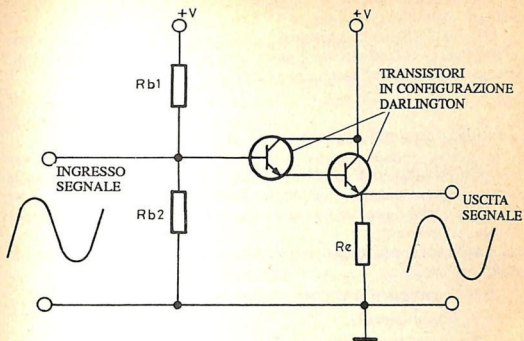 +V
+V
Rb1
TRANSISTORI
IN CONFIGURAZIONE
DARLINGTON
INGRESSO
SEGNALE
Rb2
USCITA
SEGNALE
Re